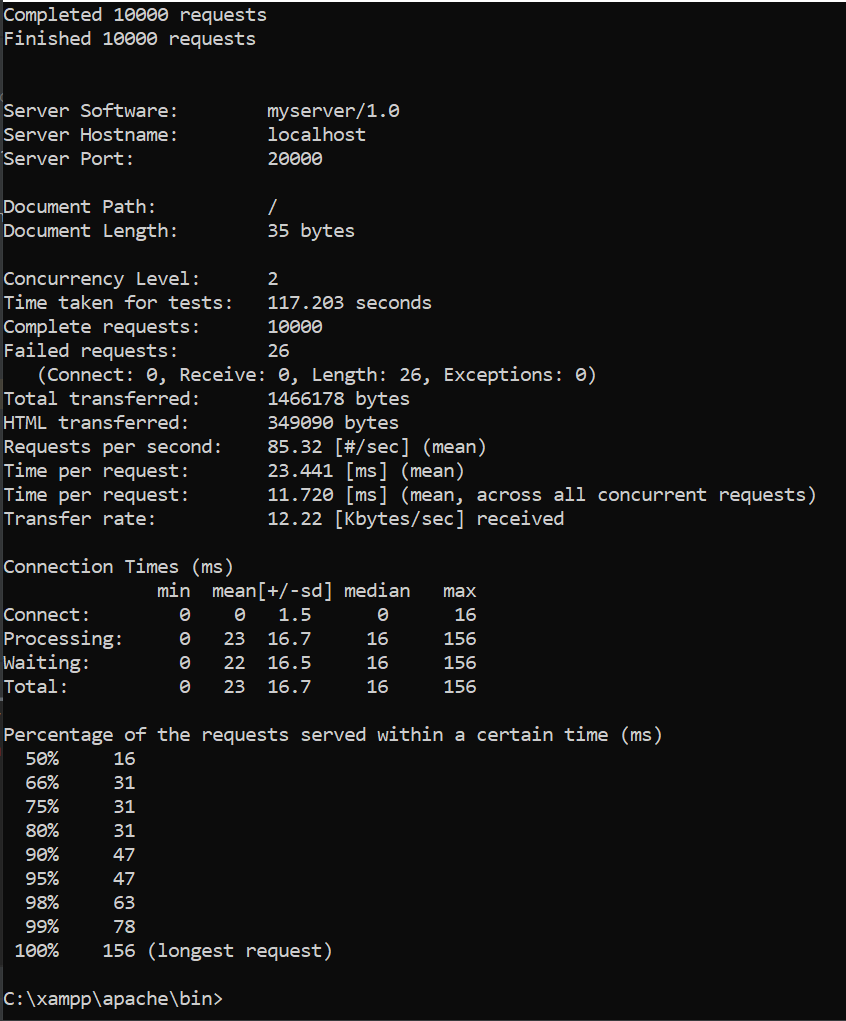 Completed 10000 requests
Finished 10000 requests
Server Software:        myserver/1.0
Server Hostname:        localhost
Server Port:            20000
Document Path:          /
Document Length:        35 bytes
Concurrency Level:      2
Time taken for tests:   117.203 seconds
Complete requests:      10000
Failed requests:        26
   (Connect: 0, Receive: 0, Length: 26, Exceptions: 0)
Total transferred:      1466178 bytes
HTML transferred:       349090 bytes
Requests per second:    85.32 [#/sec] (mean)
Time per request:       23.441 [ms] (mean)
Time per request:       11.720 [ms] (mean, across all concurrent requests)
Transfer rate:          12.22 [Kbytes/sec] received
Connection Times (ms)
              min  mean[+/-sd] median   max
Connect:        0    0   1.5      0      16
Processing:     0   23  16.7     16     156
Waiting:        0   22  16.5     16     156
Total:          0   23  16.7     16     156
Percentage of the requests served within a certain time (ms)
  50%     16
  66%     31
  75%     31
  80%     31
  90%     47
  95%     47
  98%     63
  99%     78
 100%    156 (longest request)
C:\xampp\apache\bin>